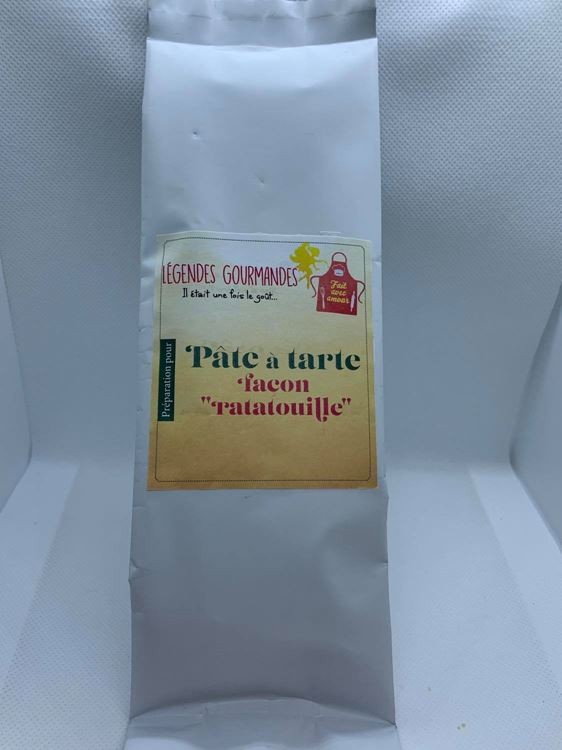 LÉGENDES GOURMANDES
Il était une fois le goût...
Fait
avec
amour
Préparation pour
Pâte à tarte
façon
"ratatouille"